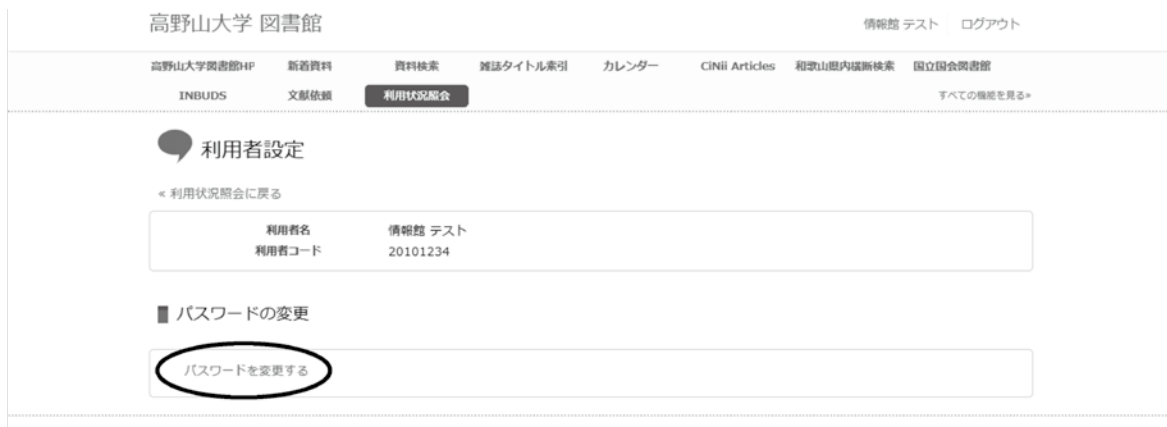 高野山大学 図書館
情報館 テスト ログアウト
高野山大学図書館HP 新着資料 資料検索 雑誌タイトル索引 カレンダー CiNii Articles 和歌山県内横断検索 国立国会図書館
INBUDS 文献依頼 利用状況照会 すべての機能を見る»
利用者設定
« 利用状況照会に戻る
利用者名 情報館 テスト
利用者コード 20101234
パスワードの変更
パスワードを変更する